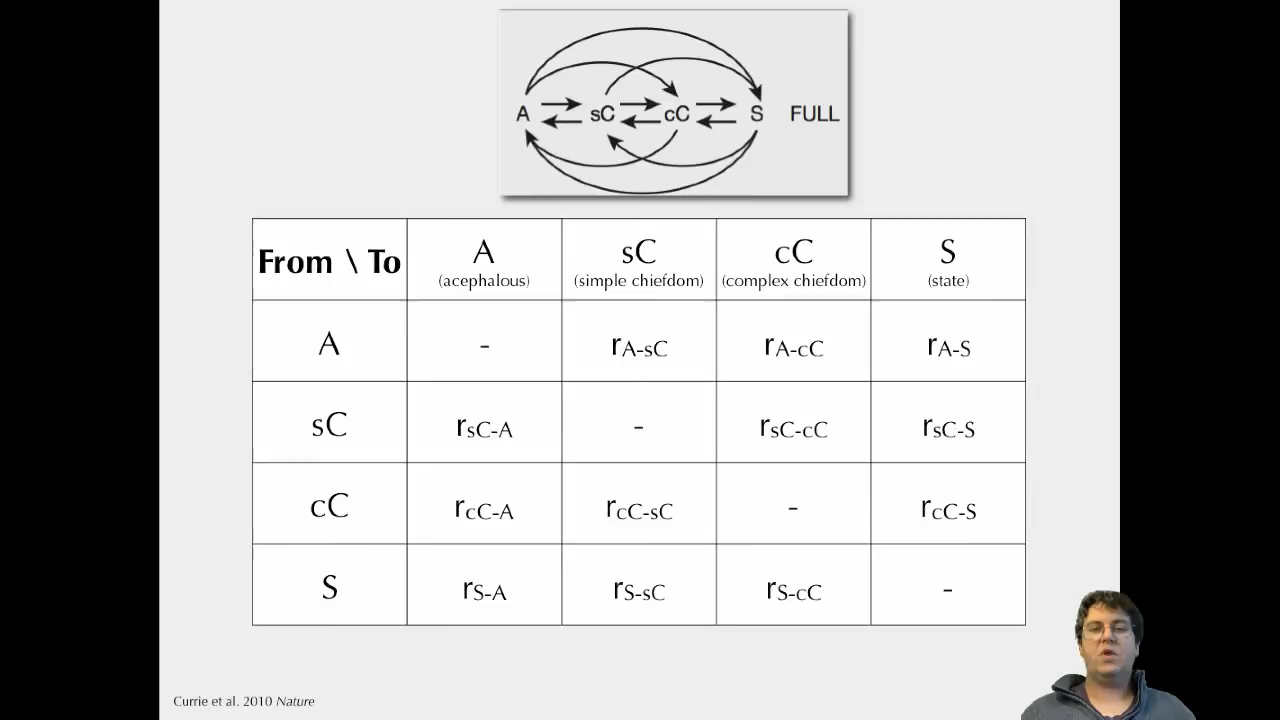 A sC cC S FULL
From \ To A (acephalous) sC (simple chiefdom) cC (complex chiefdom) S (state)
A - rA-sC rA-cC rA-S
sC rsC-A - rsC-cC rsC-S
cC rcC-A rcC-sC - rcC-S
S rS-A rS-sC rS-cC -
Currie et al. 2010 Nature